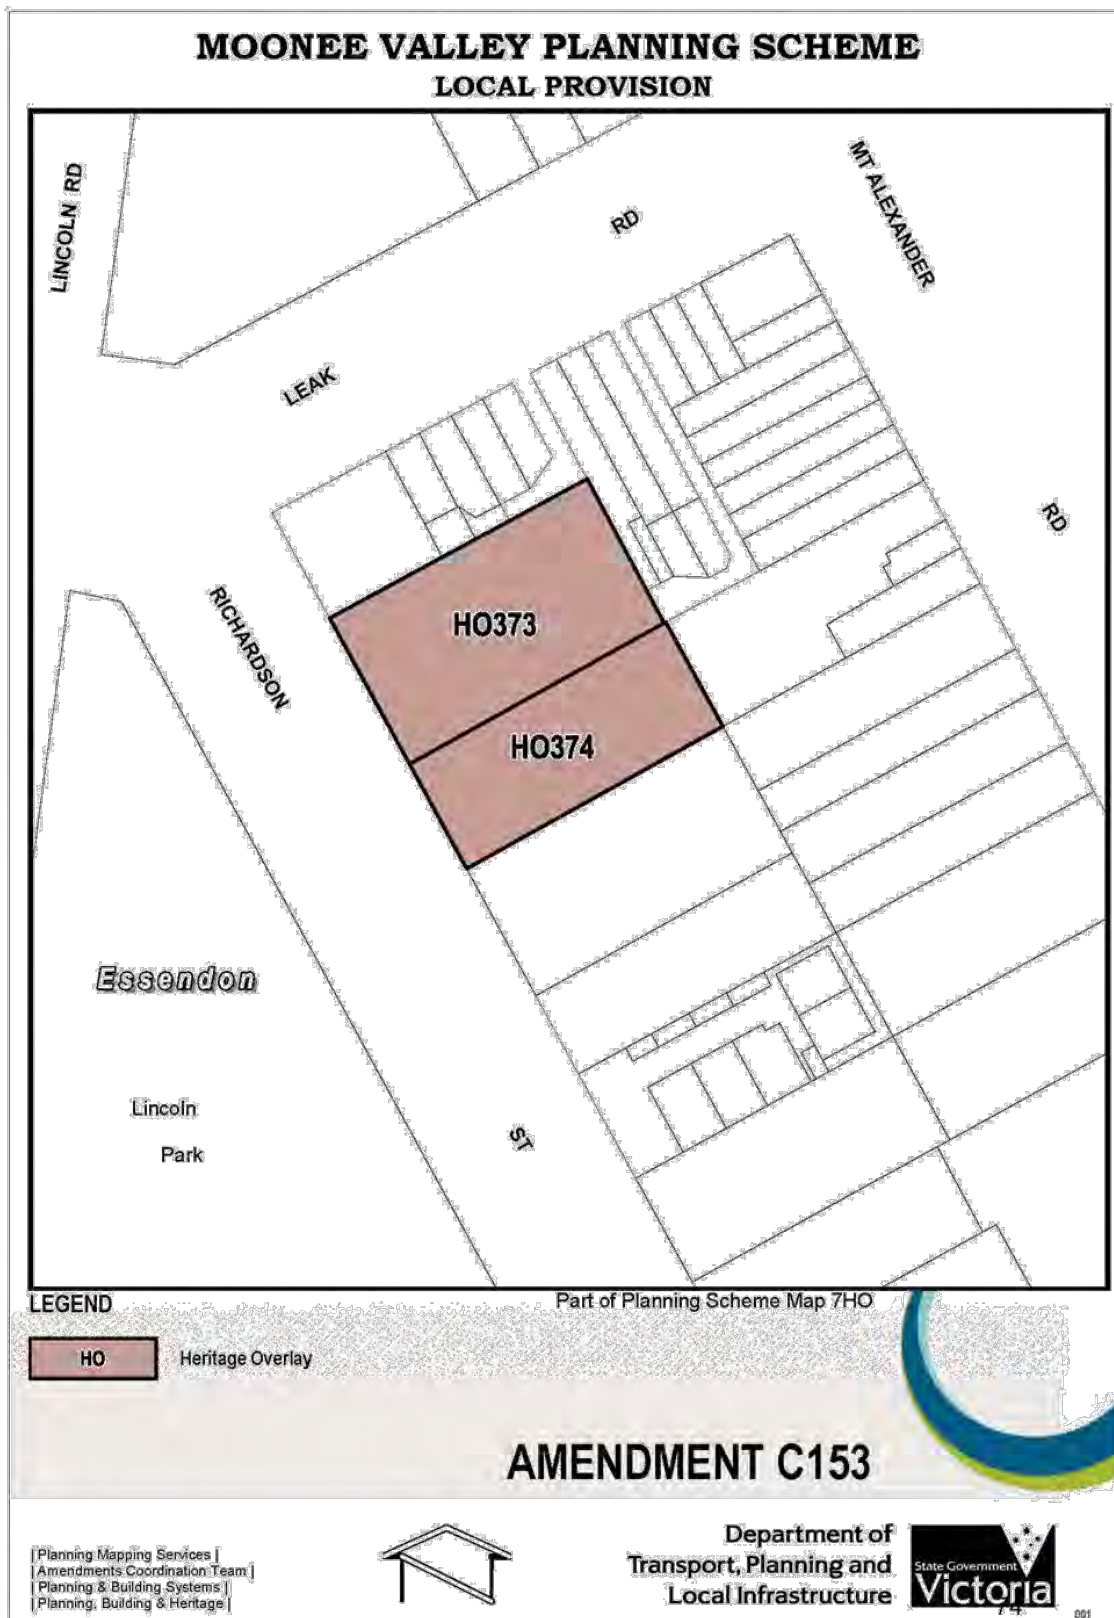 MOONEE VALLEY PLANNING SCHEME
LOCAL PROVISION
LINCOLN RD
MT ALEXANDER
RD
LEAK
RD
RICHARDSON
HO373
HO374
Essendon
Lincoln
Park
ST
LEGEND
Part of Planning Scheme Map 7HO
HO
Heritage Overlay
AMENDMENT C153
| Planning Mapping Services |
| Amendments Coordination Team |
| Planning & Building Systems |
| Planning, Building & Heritage |
Department of
Transport, Planning and
Local Infrastructure
State Government
Victoria
001